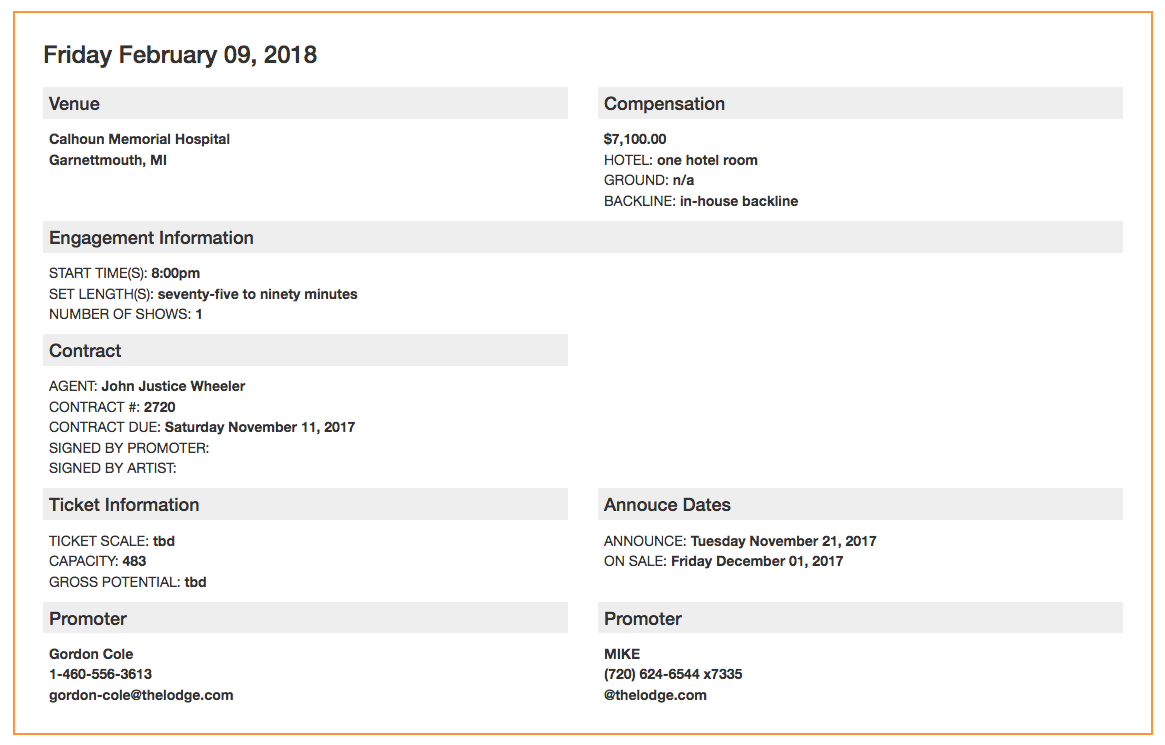 Friday February 09, 2018
Venue
Calhoun Memorial Hospital
Garnettmouth, MI
Compensation
$7,100.00
HOTEL: one hotel room
GROUND: n/a
BACKLINE: in-house backline
Engagement Information
START TIME(S): 8:00pm
SET LENGTH(S): seventy-five to ninety minutes
NUMBER OF SHOWS: 1
Contract
AGENT: John Justice Wheeler
CONTRACT #: 2720
CONTRACT DUE: Saturday November 11, 2017
SIGNED BY PROMOTER:
SIGNED BY ARTIST:
Ticket Information
TICKET SCALE: tbd
CAPACITY: 483
GROSS POTENTIAL: tbd
Annouce Dates
ANNOUNCE: Tuesday November 21, 2017
ON SALE: Friday December 01, 2017
Promoter
Gordon Cole
1-460-556-3613
gordon-cole@thelodge.com
Promoter
MIKE
(720) 624-6544 x7335
@thelodge.com